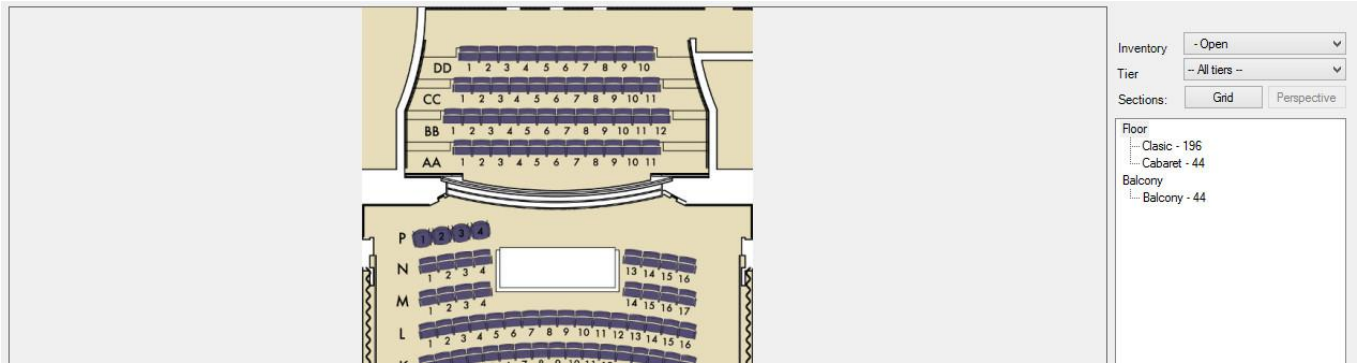 DD 1 2 3 4 5 6 7 8 9 10
CC 1 2 3 4 5 6 7 8 9 10 11
BB 1 2 3 4 5 6 7 8 9 10 11 12
AA 1 2 3 4 5 6 7 8 9 10 11
P 1 2 3 4
N 1 2 3 4 13 14 15 16
M 1 2 3 4 14 15 16 17
L 1 2 3 4 5 6 7 8 9 10 11 12 13 14 15 16
Inventory - Open
Tier -- All tiers --
Sections: Grid Perspective
Floor
Clasic - 196
Cabaret - 44
Balcony
Balcony - 44